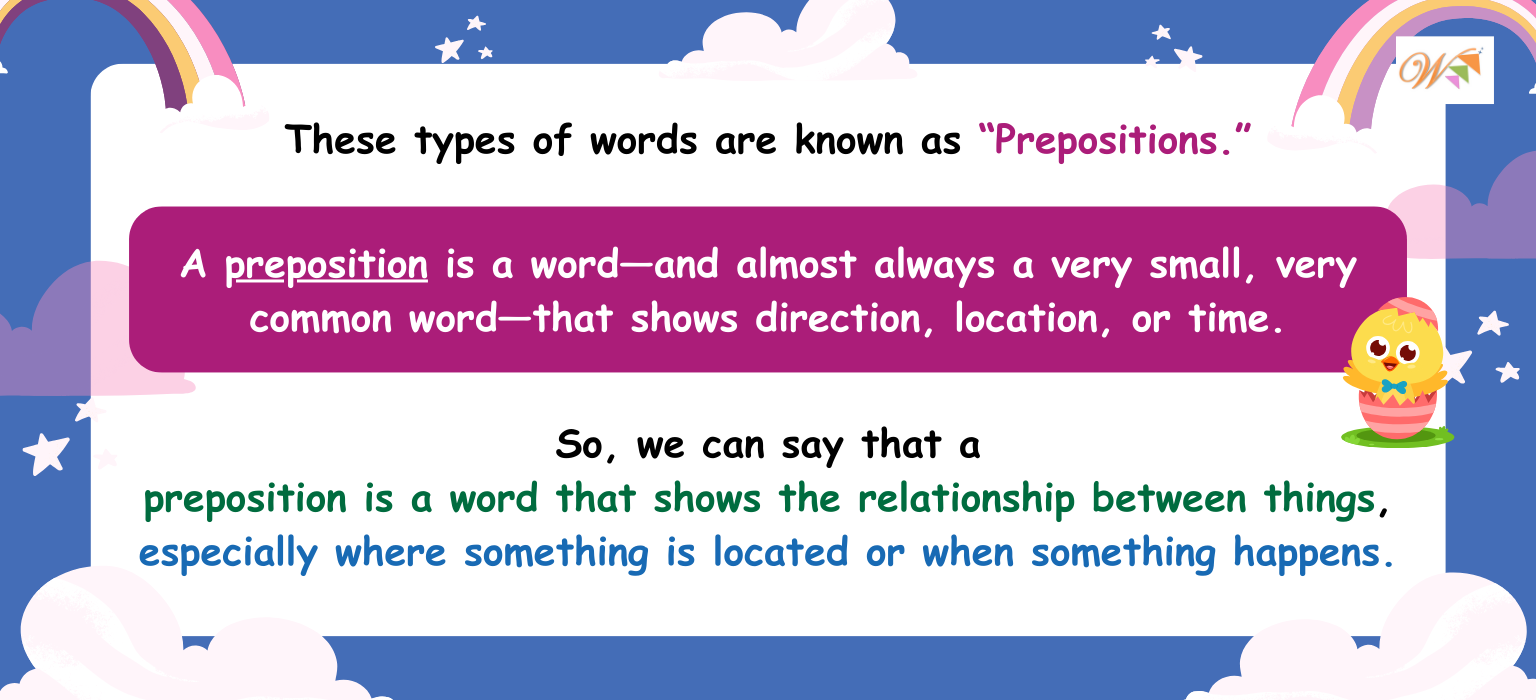 These types of words are known as “Prepositions.”
A preposition is a word—and almost always a very small, very
common word—that shows direction, location, or time.
So, we can say that a
preposition is a word that shows the relationship between things,
especially where something is located or when something happens.
W